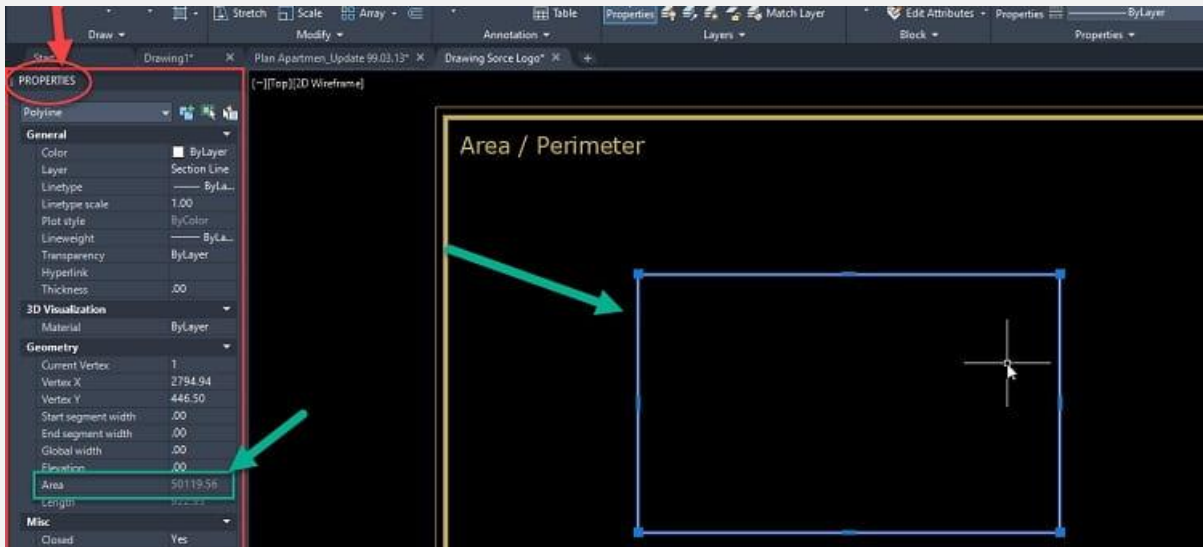 Stretch Scale Array Table Properties Match Layer Edit Attributes Properties ByLayer
Draw Modify Annotation Layers Block Properties
Start Drawing1* Plan Apartmen_Update 99.03.13* Drawing Sorce Logo*
PROPERTIES
[−][Top][2D Wireframe]
Polyline
General
Color ByLayer
Layer Section Line
Linetype ByLa...
Linetype scale 1.00
Plot style ByColor
Lineweight ByLa...
Transparency ByLayer
Hyperlink
Thickness .00
3D Visualization
Material ByLayer
Geometry
Current Vertex 1
Vertex X 2794.94
Vertex Y 446.50
Start segment width .00
End segment width .00
Global width .00
Elevation .00
Area 50119.56
Length
Misc
Closed Yes
Area / Perimeter